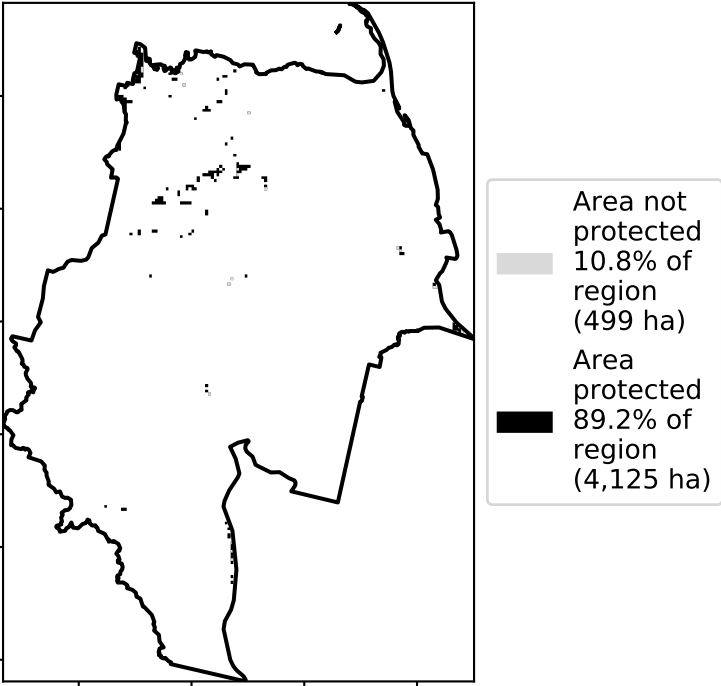 Area not
protected
10.8% of
region
(499 ha)
Area
protected
89.2% of
region
(4,125 ha)